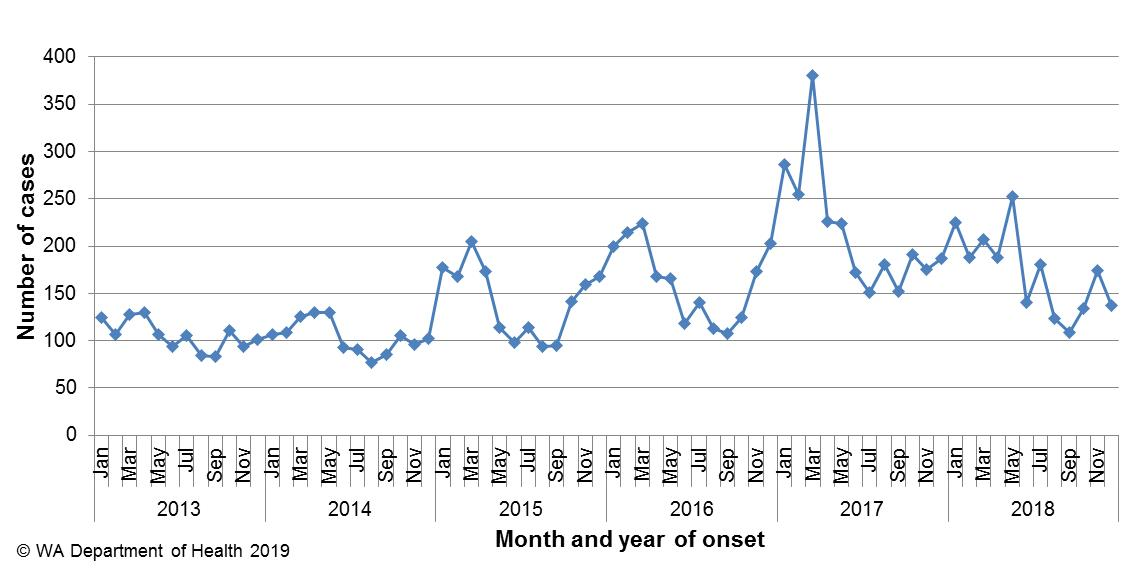 400
350
300
250
200
150
100
50
0
Number of cases
Jan Mar May Jul Sep Nov Jan Mar May Jul Sep Nov Jan Mar May Jul Sep Nov Jan Mar May Jul Sep Nov Jan Mar May Jul Sep Nov Jan Mar May Jul Sep Nov
2013 2014 2015 2016 2017 2018
Month and year of onset
© WA Department of Health 2019